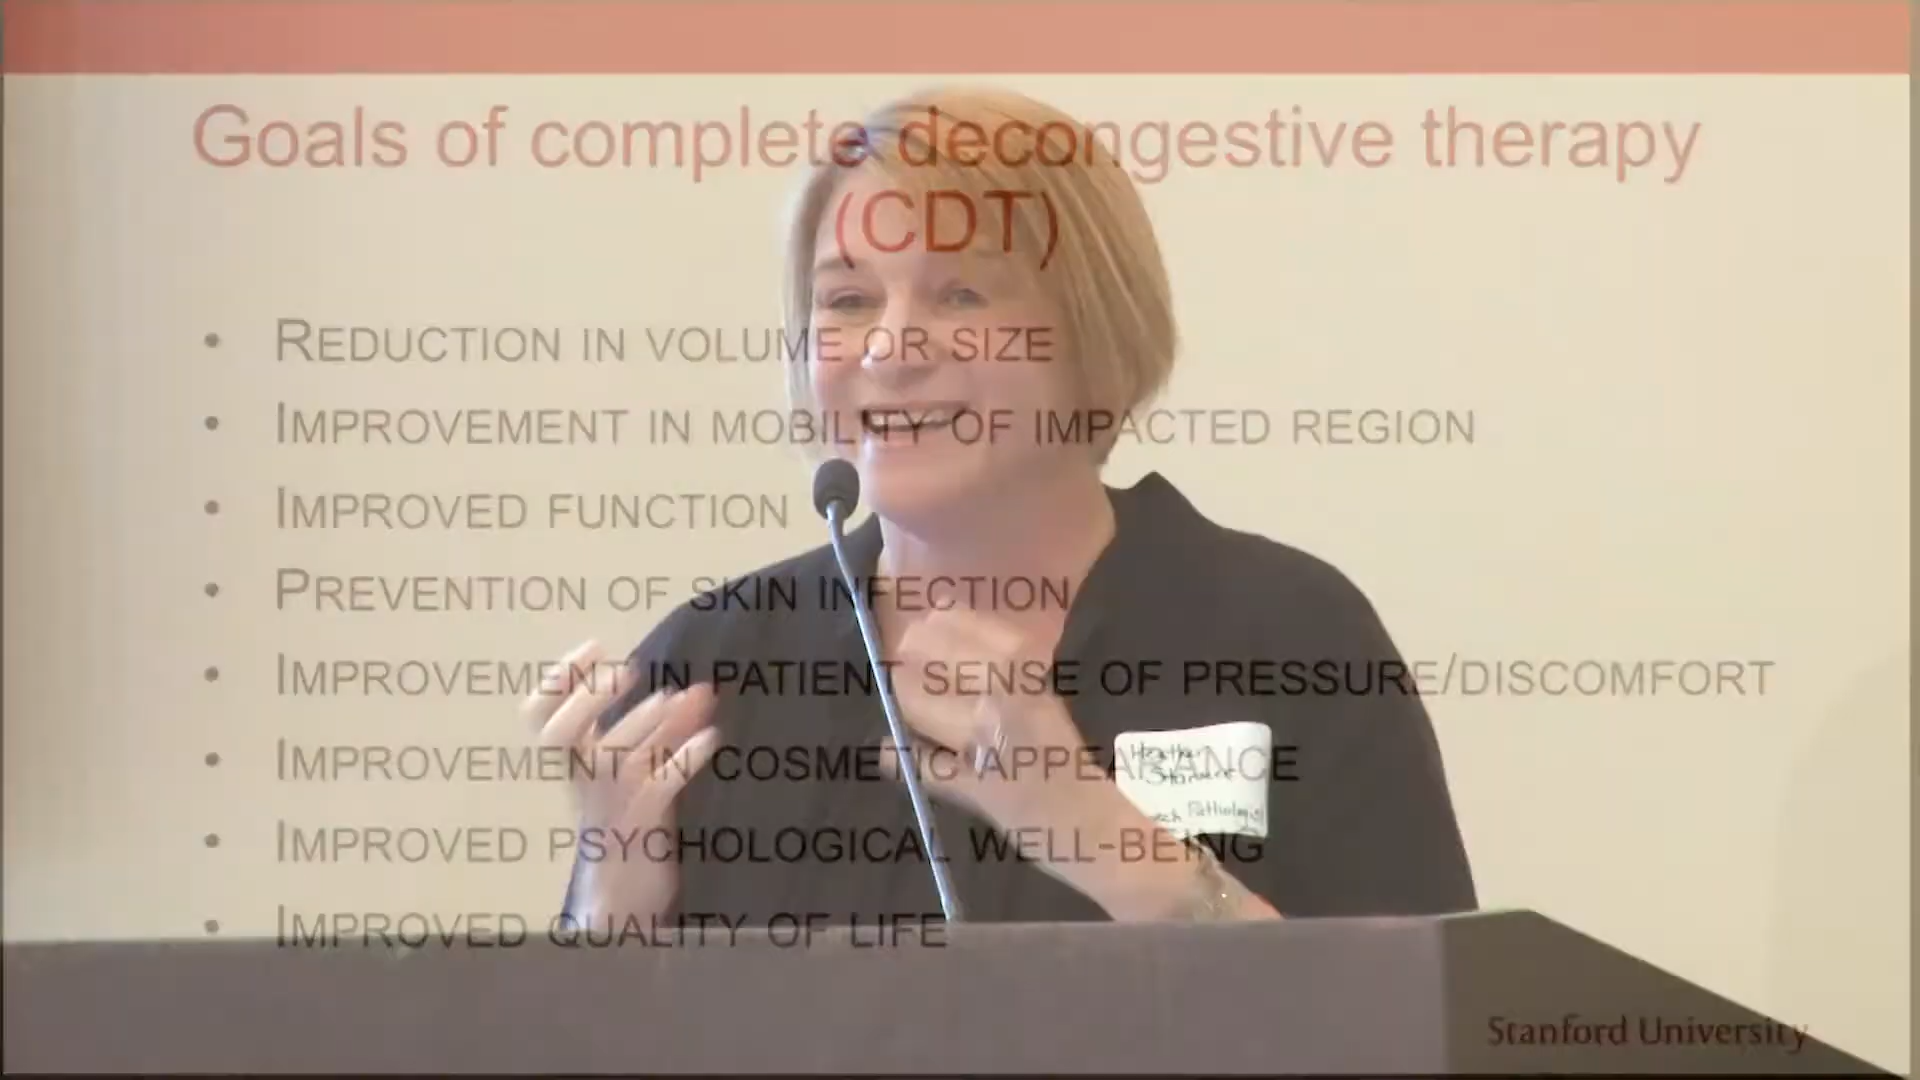 Goals of complete decongestive therapy
(CDT)
• REDUCTION IN VOLUME OR SIZE
• IMPROVEMENT IN MOBILITY OF IMPACTED REGION
• IMPROVED FUNCTION
• PREVENTION OF SKIN INFECTION
• IMPROVEMENT IN PATIENT SENSE OF PRESSURE/DISCOMFORT
• IMPROVEMENT IN COSMETIC APPEARANCE
• IMPROVED PSYCHOLOGICAL WELL-BEING
• IMPROVED QUALITY OF LIFE
Heather
Pathologist
Stanford University